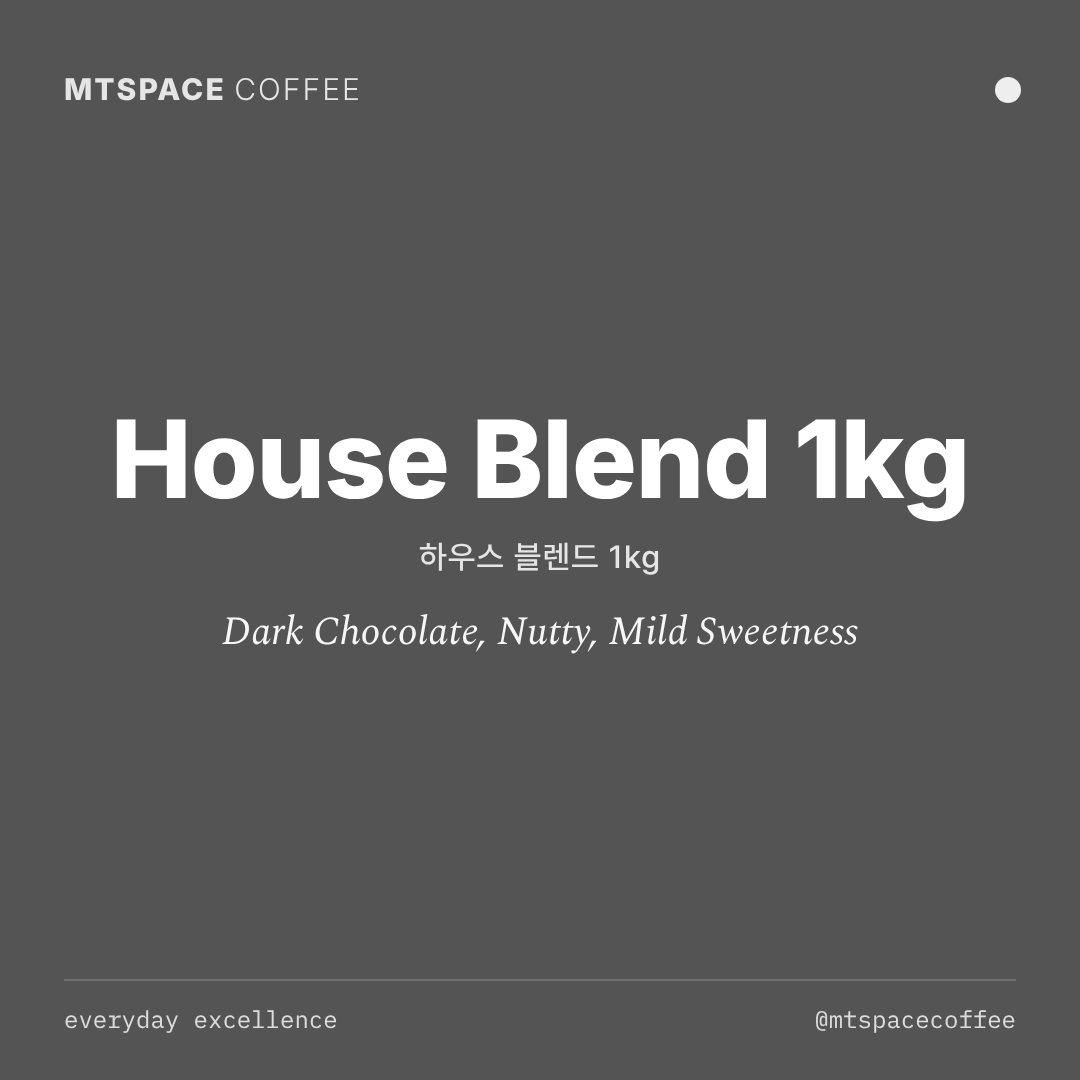 MTSPACE COFFEE
House Blend 1kg
하우스 블렌드 1kg
Dark Chocolate, Nutty, Mild Sweetness
everyday excellence
@mtspacecoffee